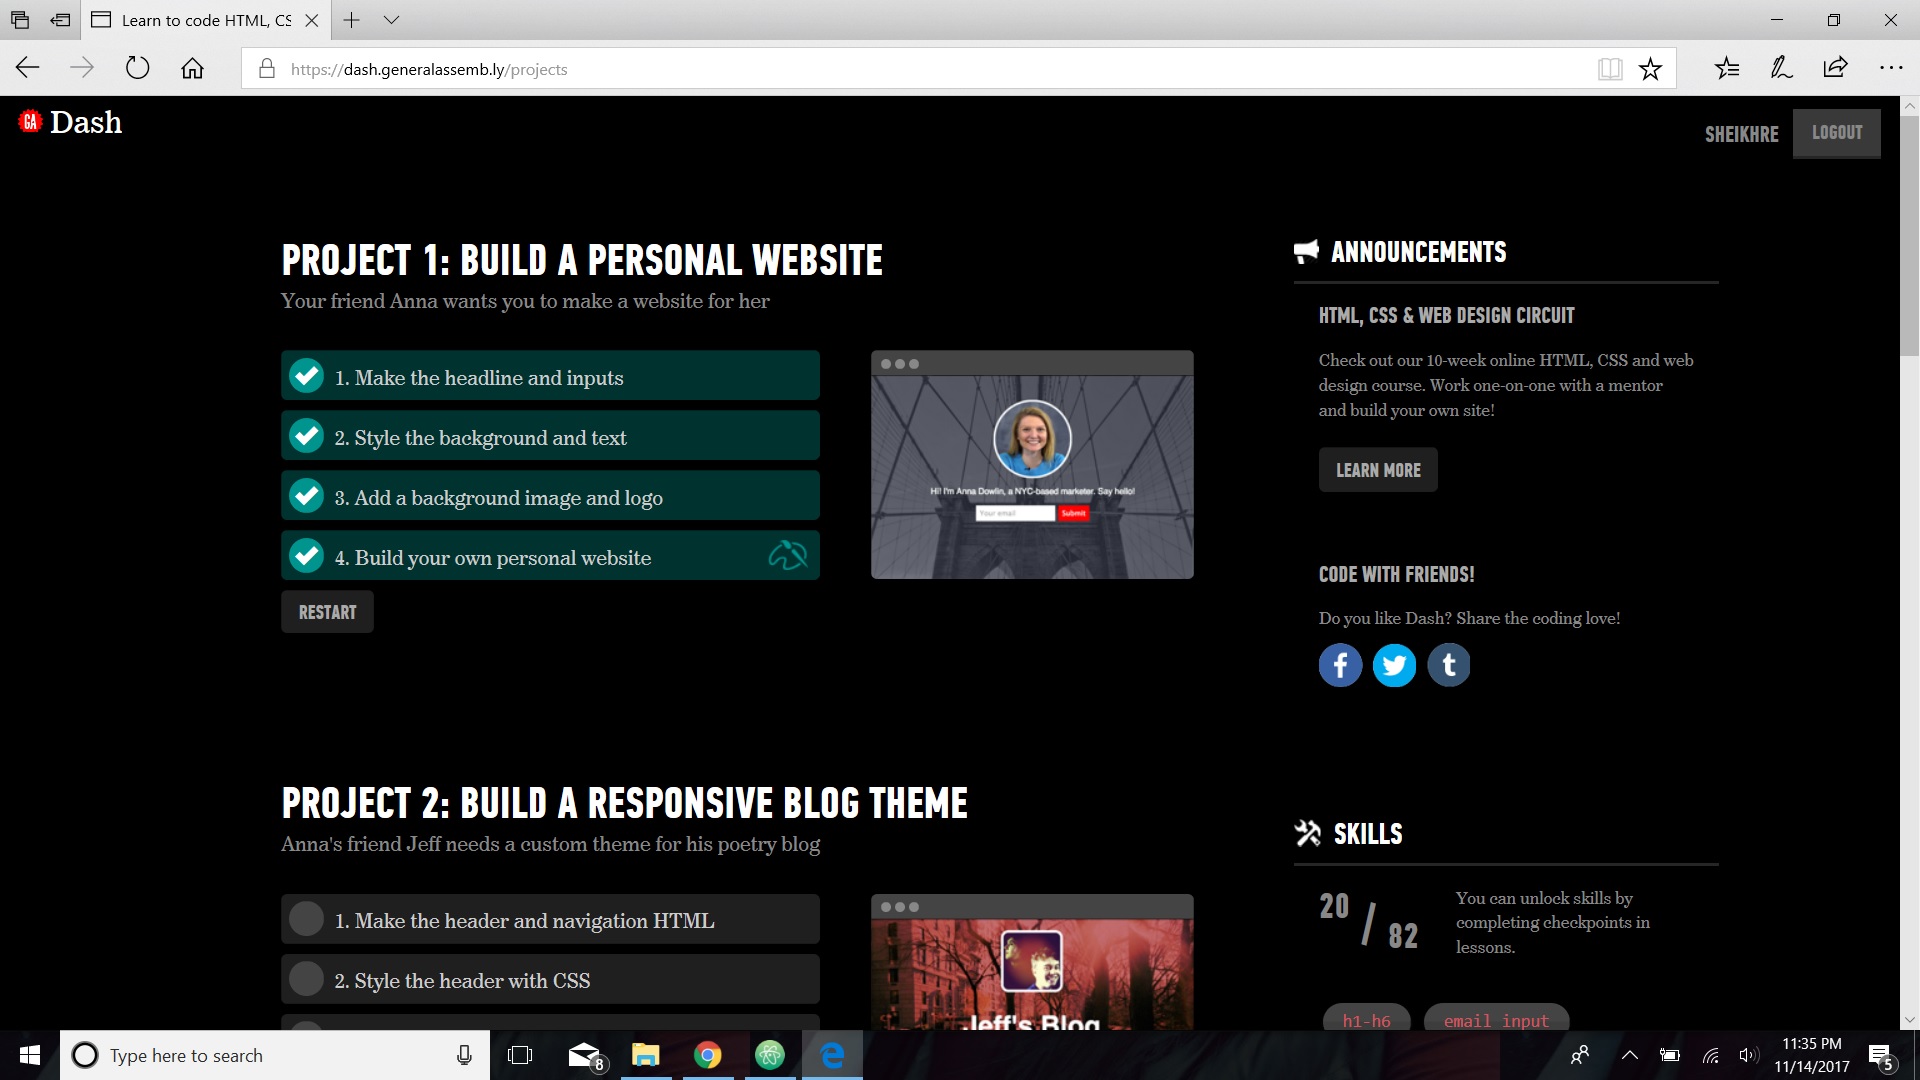 Learn to code HTML, CS
https://dash.generalassemb.ly/projects
GA Dash
SHEIKHRE
LOGOUT
PROJECT 1: BUILD A PERSONAL WEBSITE
Your friend Anna wants you to make a website for her
1. Make the headline and inputs
2. Style the background and text
3. Add a background image and logo
4. Build your own personal website
RESTART
Hi! I'm Anna Dowlin, a NYC-based marketer. Say hello!
Your email
Submit
ANNOUNCEMENTS
HTML, CSS & WEB DESIGN CIRCUIT
Check out our 10-week online HTML, CSS and web
design course. Work one-on-one with a mentor
and build your own site!
LEARN MORE
CODE WITH FRIENDS!
Do you like Dash? Share the coding love!
PROJECT 2: BUILD A RESPONSIVE BLOG THEME
Anna's friend Jeff needs a custom theme for his poetry blog
1. Make the header and navigation HTML
2. Style the header with CSS
Jeff's Blog
SKILLS
20 / 82
You can unlock skills by
completing checkpoints in
lessons.
h1-h6
email input
Type here to search
8
11:35 PM
11/14/2017
5